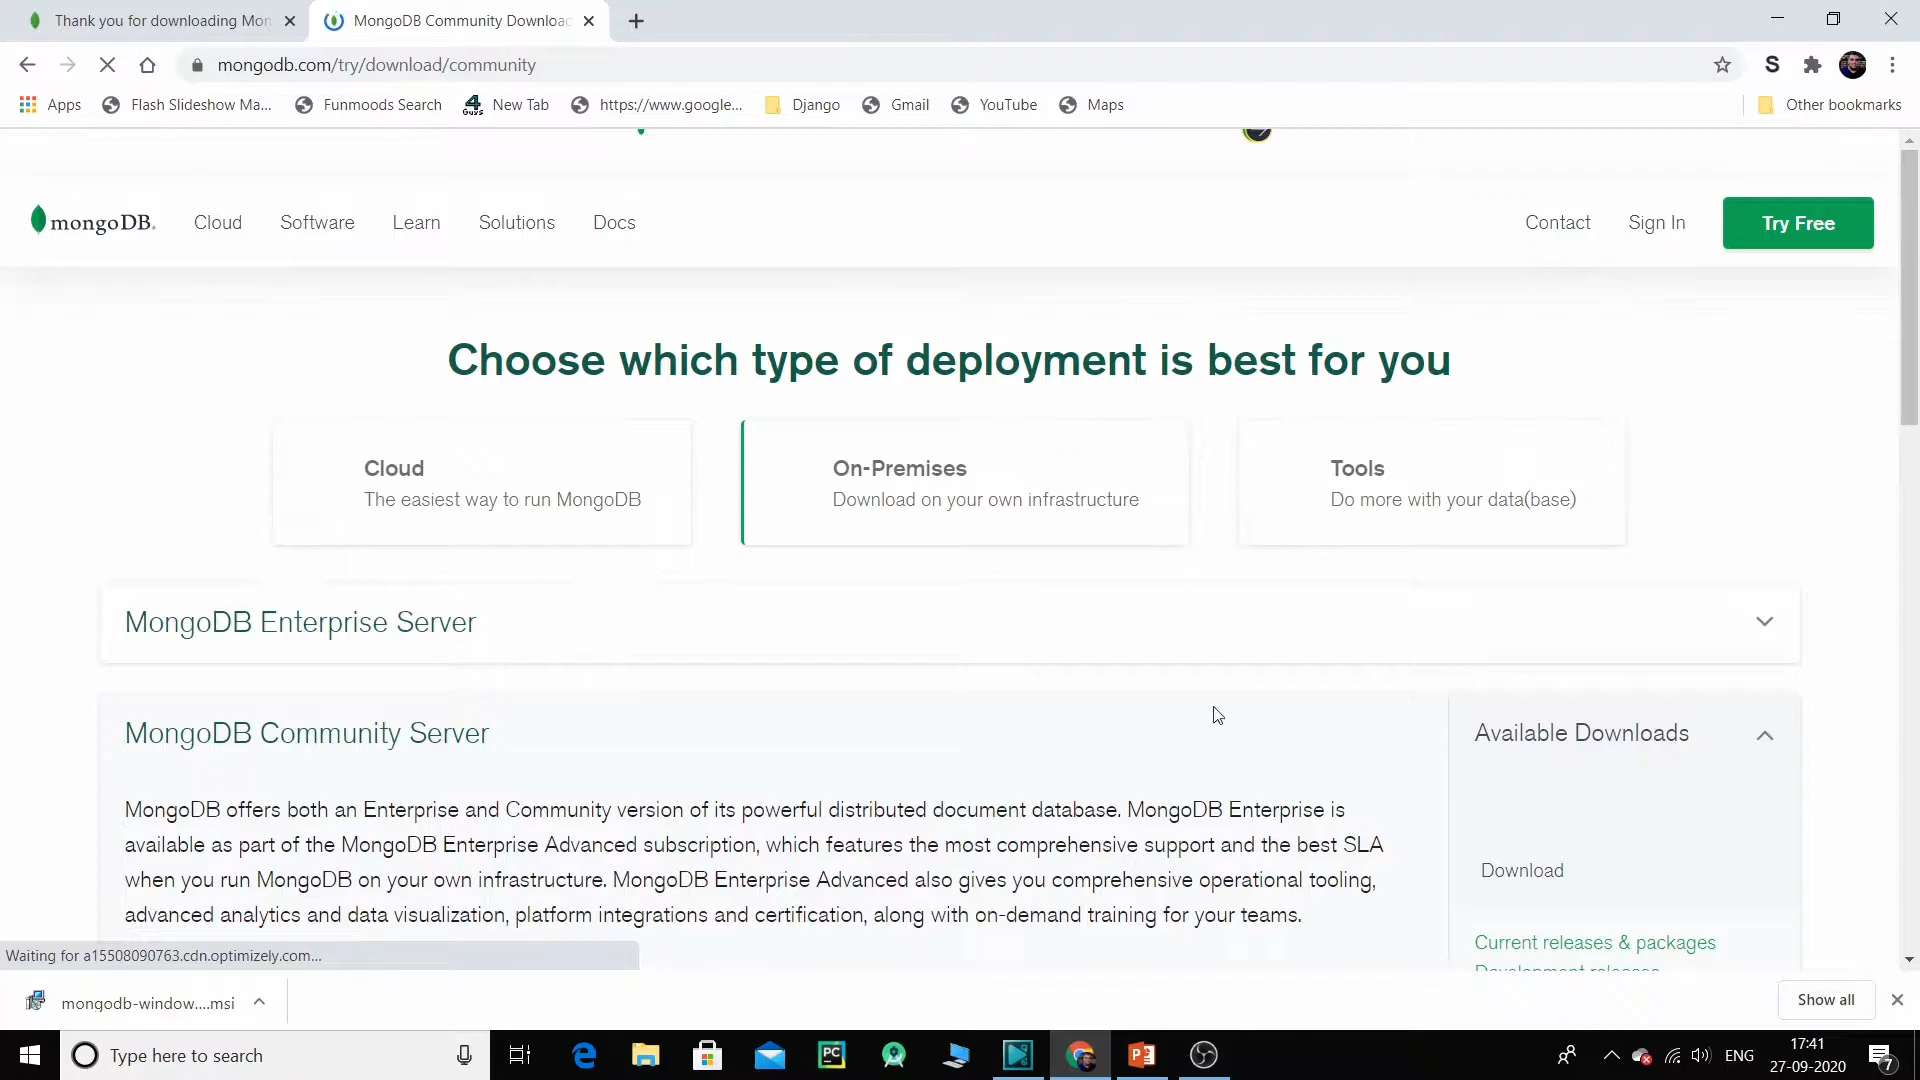 Thank you for downloading Mon
MongoDB Community Downloa
mongodb.com/try/download/community
S
Apps
Flash Slideshow Ma...
Funmoods Search
New Tab
https://www.google...
Django
Gmail
YouTube
Maps
Other bookmarks
mongoDB.
Cloud
Software
Learn
Solutions
Docs
Contact
Sign In
Try Free
Choose which type of deployment is best for you
Cloud
The easiest way to run MongoDB
On-Premises
Download on your own infrastructure
Tools
Do more with your data(base)
MongoDB Enterprise Server
MongoDB Community Server
MongoDB offers both an Enterprise and Community version of its powerful distributed document database. MongoDB Enterprise is
available as part of the MongoDB Enterprise Advanced subscription, which features the most comprehensive support and the best SLA
when you run MongoDB on your own infrastructure. MongoDB Enterprise Advanced also gives you comprehensive operational tooling,
advanced analytics and data visualization, platform integrations and certification, along with on-demand training for your teams.
Available Downloads
Download
Current releases & packages
Development releases
Waiting for a15508090763.cdn.optimizely.com...
mongodb-window....msi
Show all
Type here to search
PC
ENG
17:41
27-09-2020
7